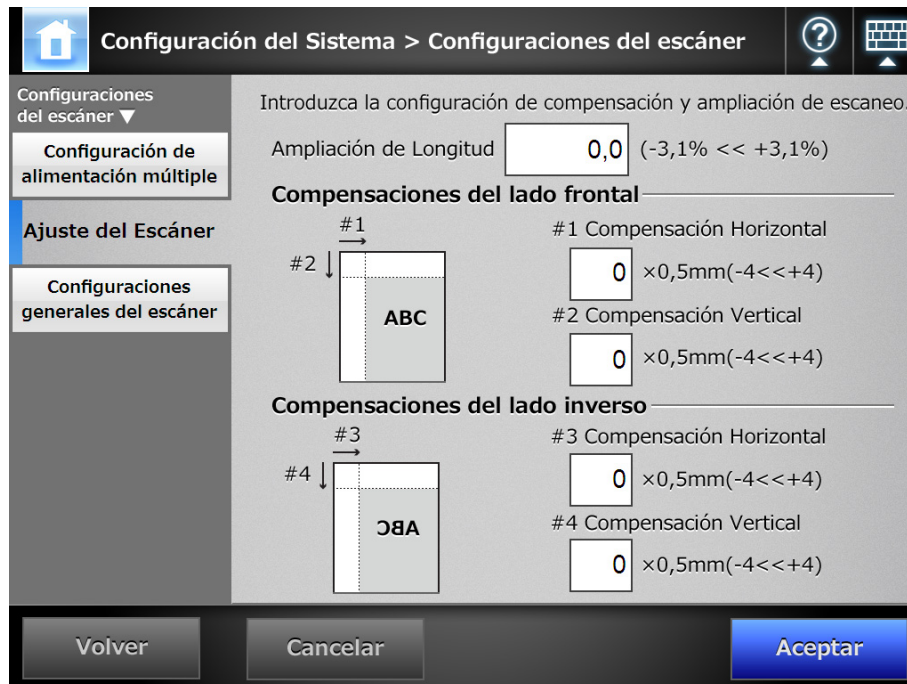 Configuración del Sistema > Configuraciones del escáner
?
Configuraciones
del escáner ▼
Configuración de
alimentación múltiple
Ajuste del Escáner
Configuraciones
generales del escáner
Introduzca la configuración de compensación y ampliación de escaneo.
Ampliación de Longitud 0,0 (-3,1% << +3,1%)
Compensaciones del lado frontal
#1
#2
ABC
#1 Compensación Horizontal
0 ×0,5mm(-4<<+4)
#2 Compensación Vertical
0 ×0,5mm(-4<<+4)
Compensaciones del lado inverso
#3
#4
ABC
#3 Compensación Horizontal
0 ×0,5mm(-4<<+4)
#4 Compensación Vertical
0 ×0,5mm(-4<<+4)
Volver
Cancelar
Aceptar